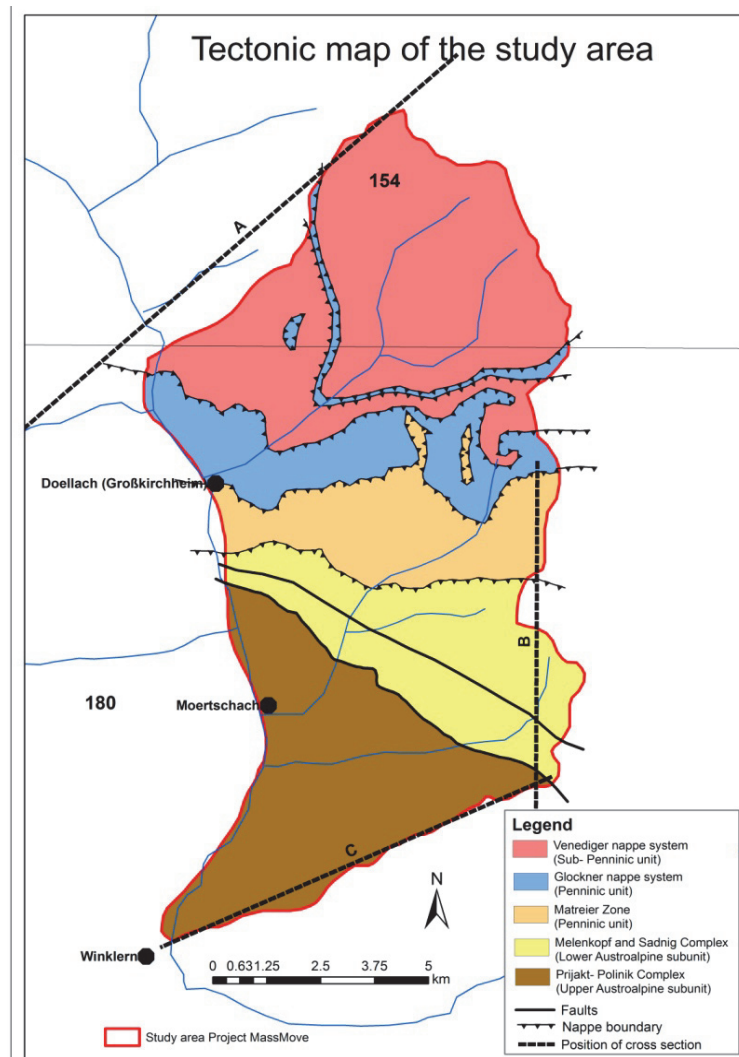 Tectonic map of the study area
154
A
Doellach (Großkirchheim)
B
180
Moertschach
C
Winklern
N
0 0.631.25 2.5 3.75 5
km
Study area Project MassMove
Legend
Venediger nappe system
(Sub- Penninic unit)
Glockner nappe system
(Penninic unit)
Matreier Zone
(Penninic unit)
Melenkopf and Sadnig Complex
(Lower Austroalpine subunit)
Prijakt- Polinik Complex
(Upper Austroalpine subunit)
Faults
Nappe boundary
Position of cross section